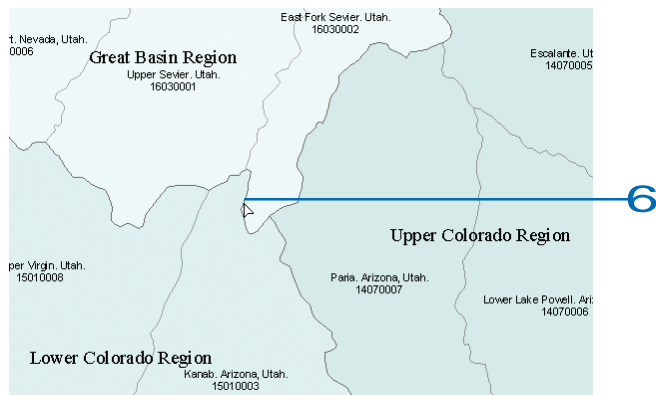 East Fork Sevier. Utah.
16030002
rt. Nevada, Utah.
0006
Great Basin Region
Upper Sevier. Utah.
16030001
Escalante. Ut
14070005
6
Upper Colorado Region
per Virgin. Utah.
15010008
Paria. Arizona, Utah.
14070007
Lower Lake Powell. Ari
14070006
Lower Colorado Region
Kanab. Arizona, Utah.
15010003